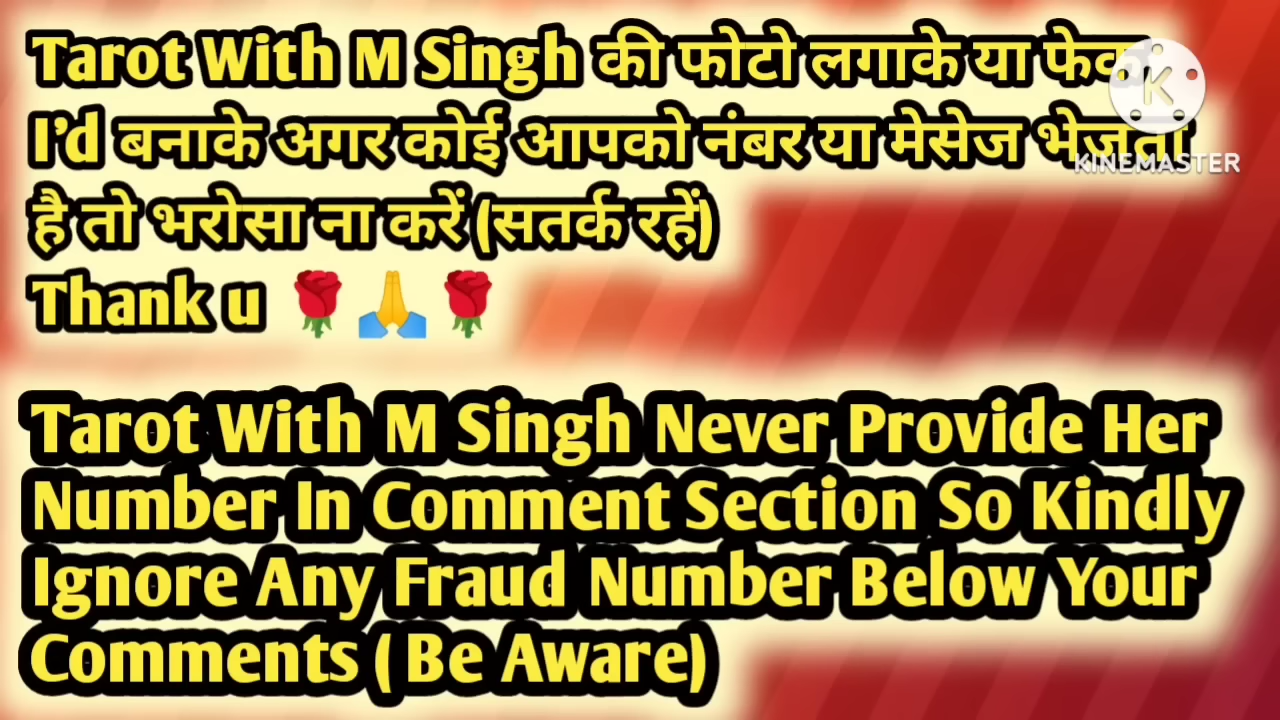 Tarot With M Singh की फोटो लगाके या फेक
I'd बनाके अगर कोई आपको नंबर या मेसेज भेजता
है तो भरोसा ना करें (सतर्क रहें)
Thank u 🌹🙏🌹
K
KINEMASTER
Tarot With M Singh Never Provide Her
Number In Comment Section So Kindly
Ignore Any Fraud Number Below Your
Comments ( Be Aware)